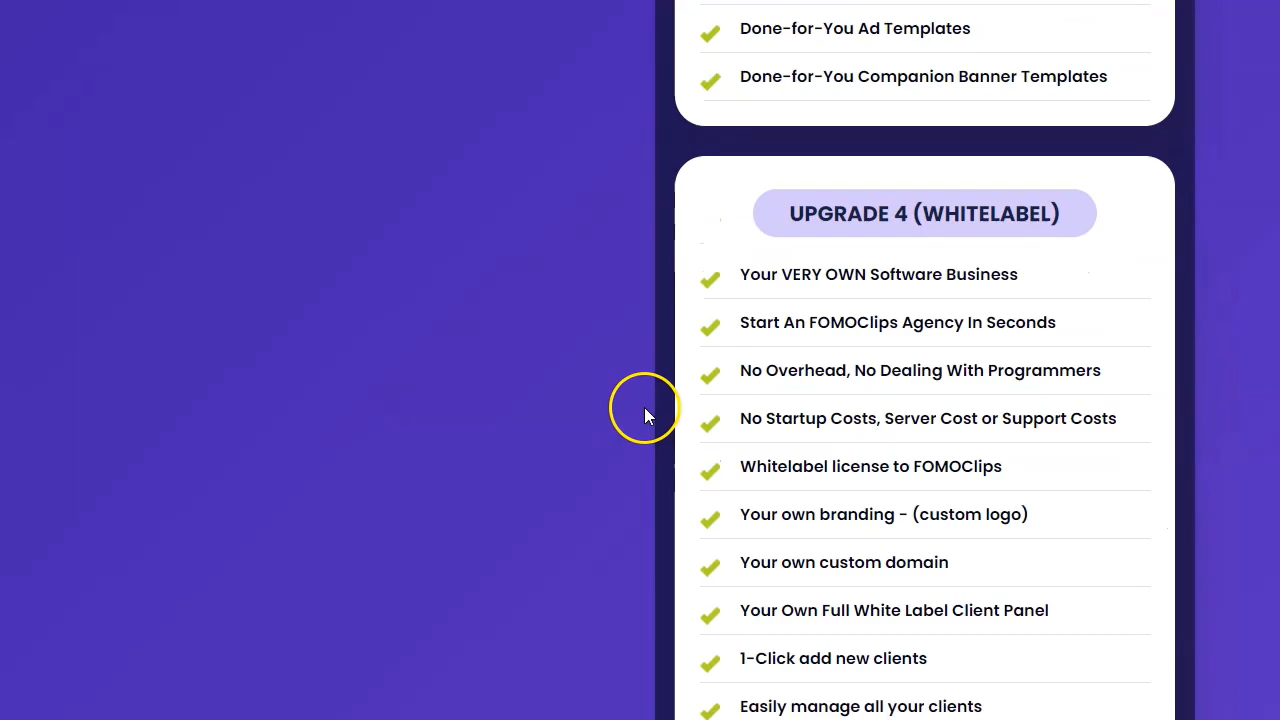 Done-for-You Ad Templates
Done-for-You Companion Banner Templates
UPGRADE 4 (WHITELABEL)
Your VERY OWN Software Business
Start An FOMOClips Agency In Seconds
No Overhead, No Dealing With Programmers
No Startup Costs, Server Cost or Support Costs
Whitelabel license to FOMOClips
Your own branding - (custom logo)
Your own custom domain
Your Own Full White Label Client Panel
1-Click add new clients
Easily manage all your clients